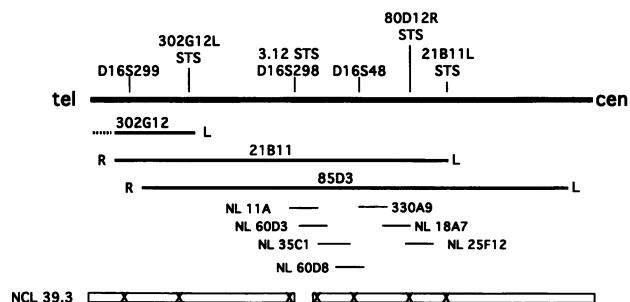 80D12R
302G12L STS
STS 3.12 STS 21B11L
D16S299 D16S298 D16S48 STS
tel cen
302G12 L
R 21B11 L
R 85D3 L
NL 11A 330A9
NL 60D3 NL 18A7
NL 35C1 NL 25F12
NL 60D8
NCL 39.3 X X X X X X X